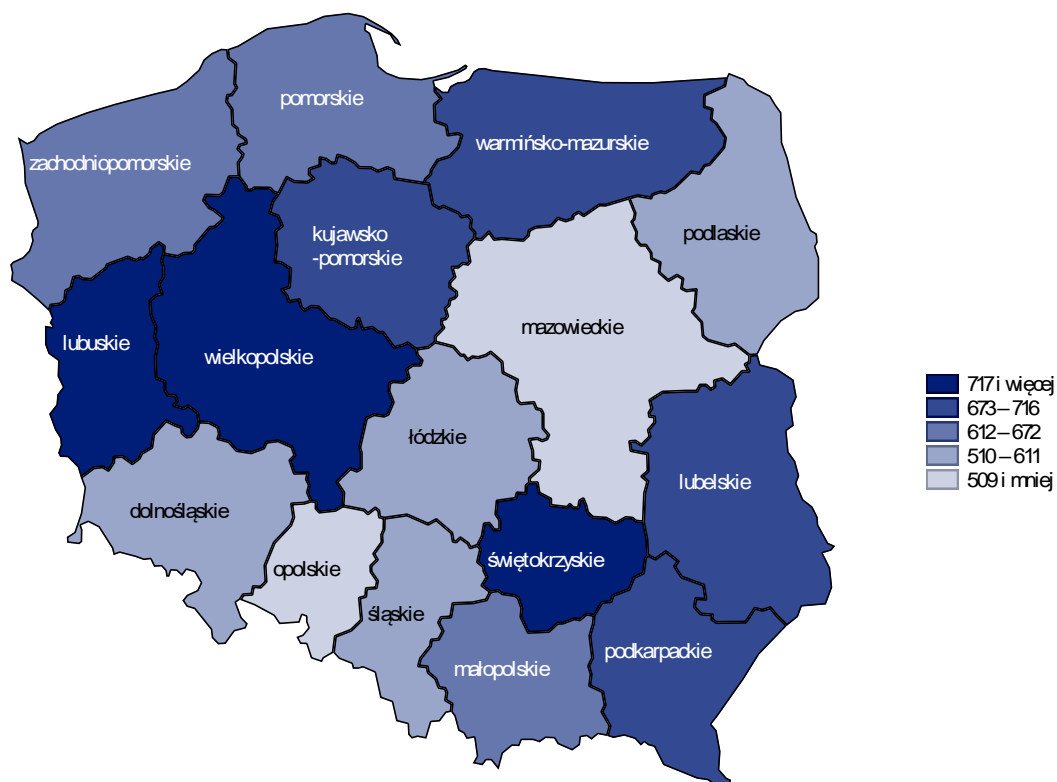 pomorskie
warmińsko-mazurskie
zachodniopomorskie
kujawsko
-pomorskie
podlaskie
mazowieckie
lubuskie
wielkopolskie
łódzkie
lubelskie
dolnośląskie
opolskie
świętokrzyskie
śląskie
podkarpackie
małopolskie
717 i więcej
673–716
612–672
510–611
509 i mniej